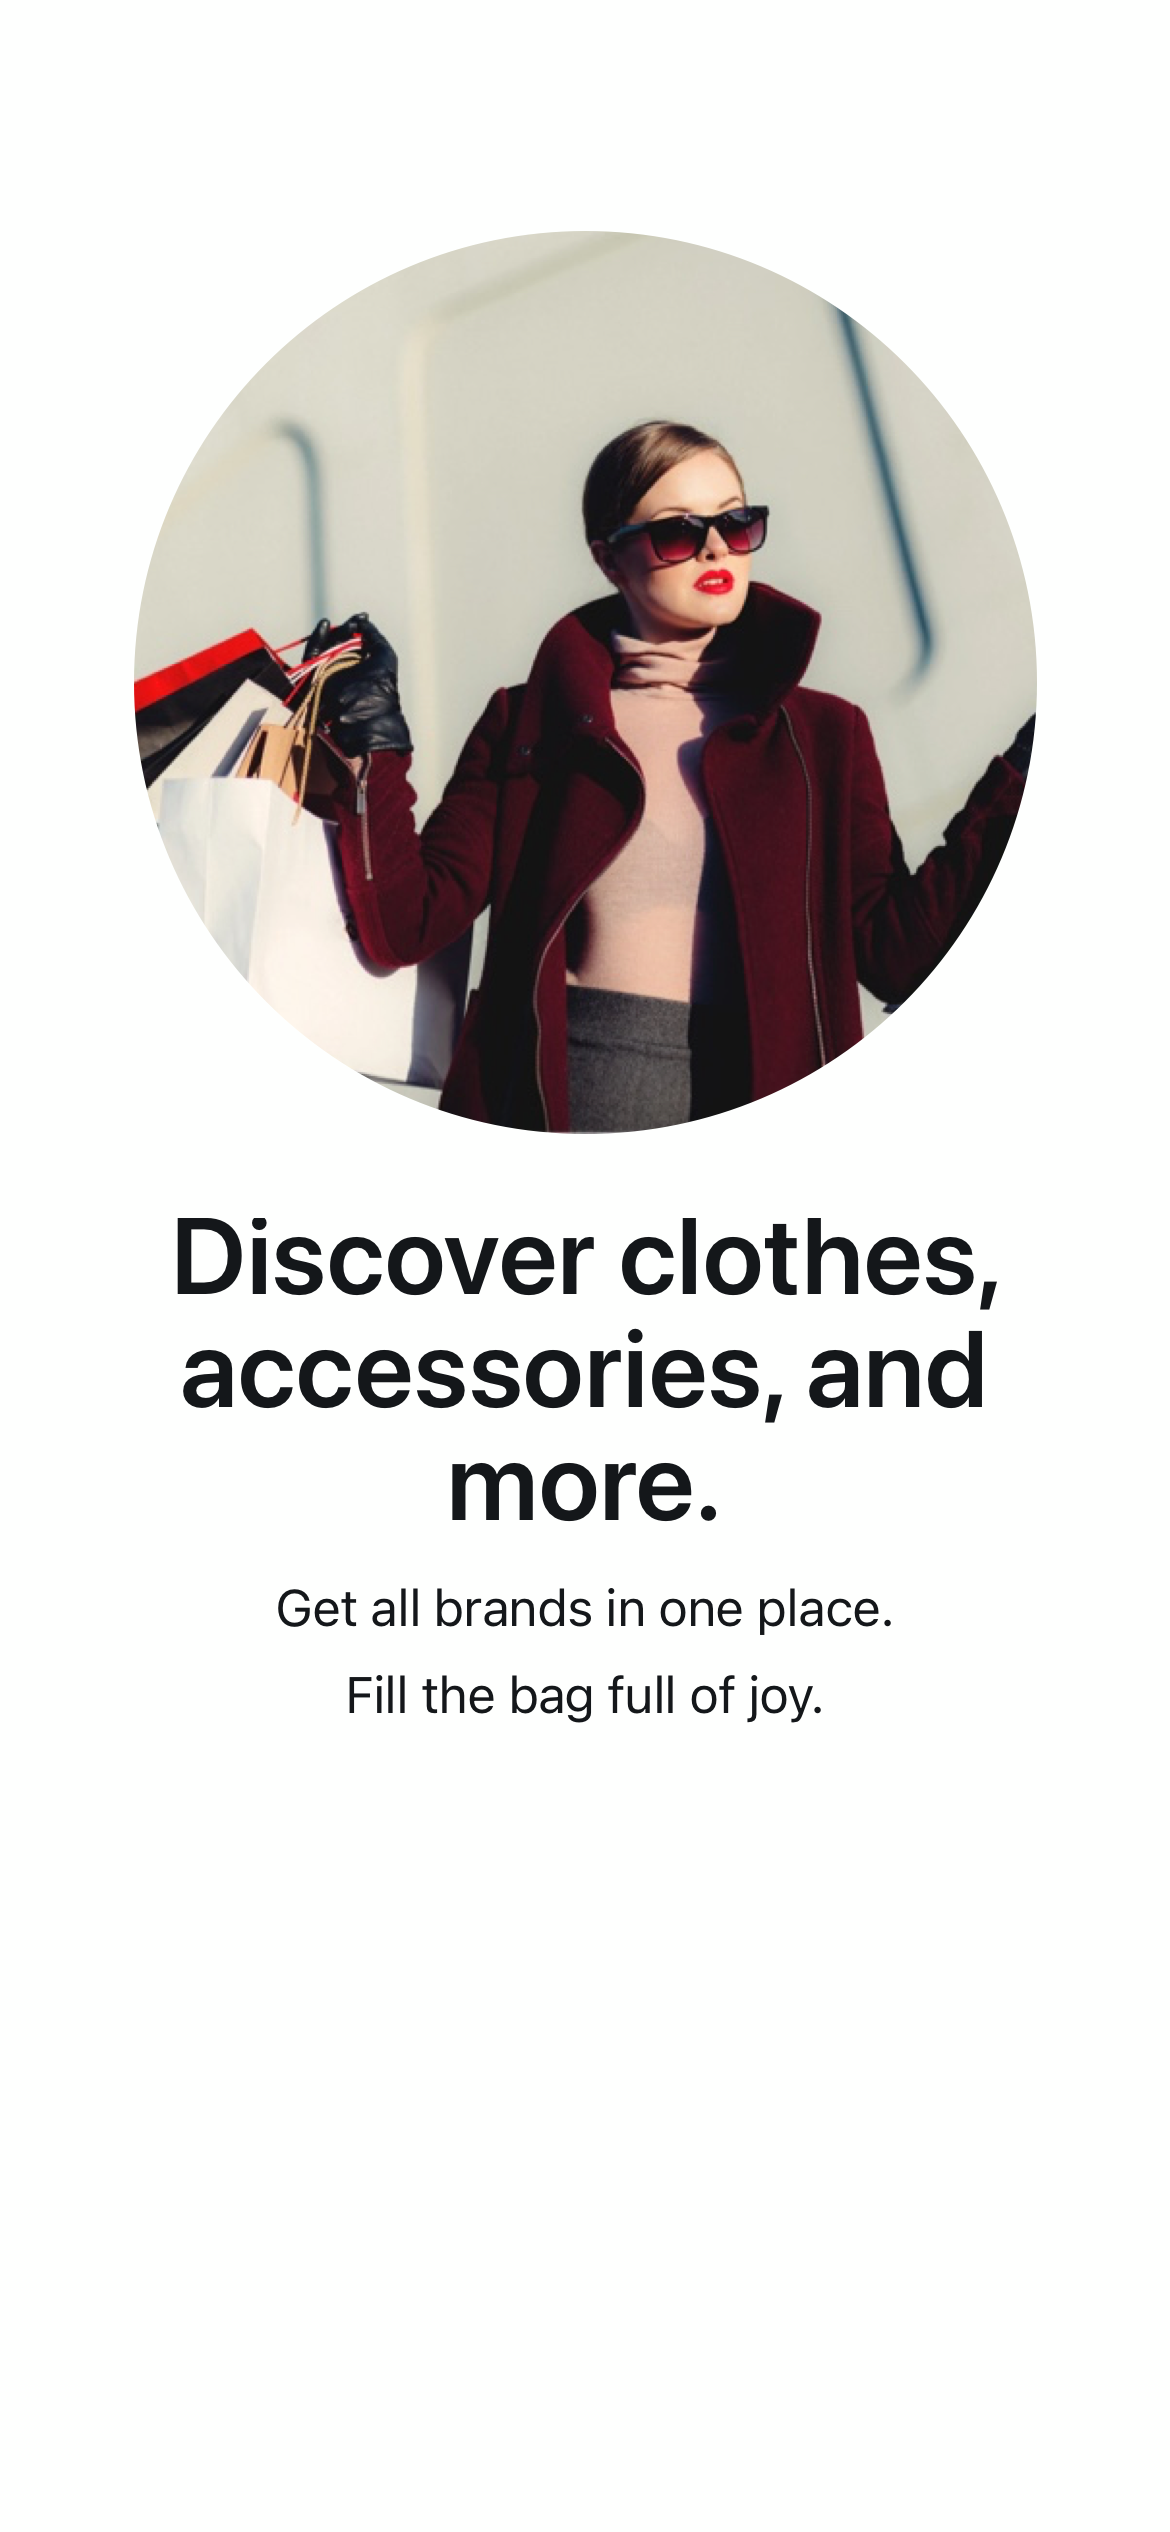 Discover clothes,
accessories, and
more.
Get all brands in one place.
Fill the bag full of joy.